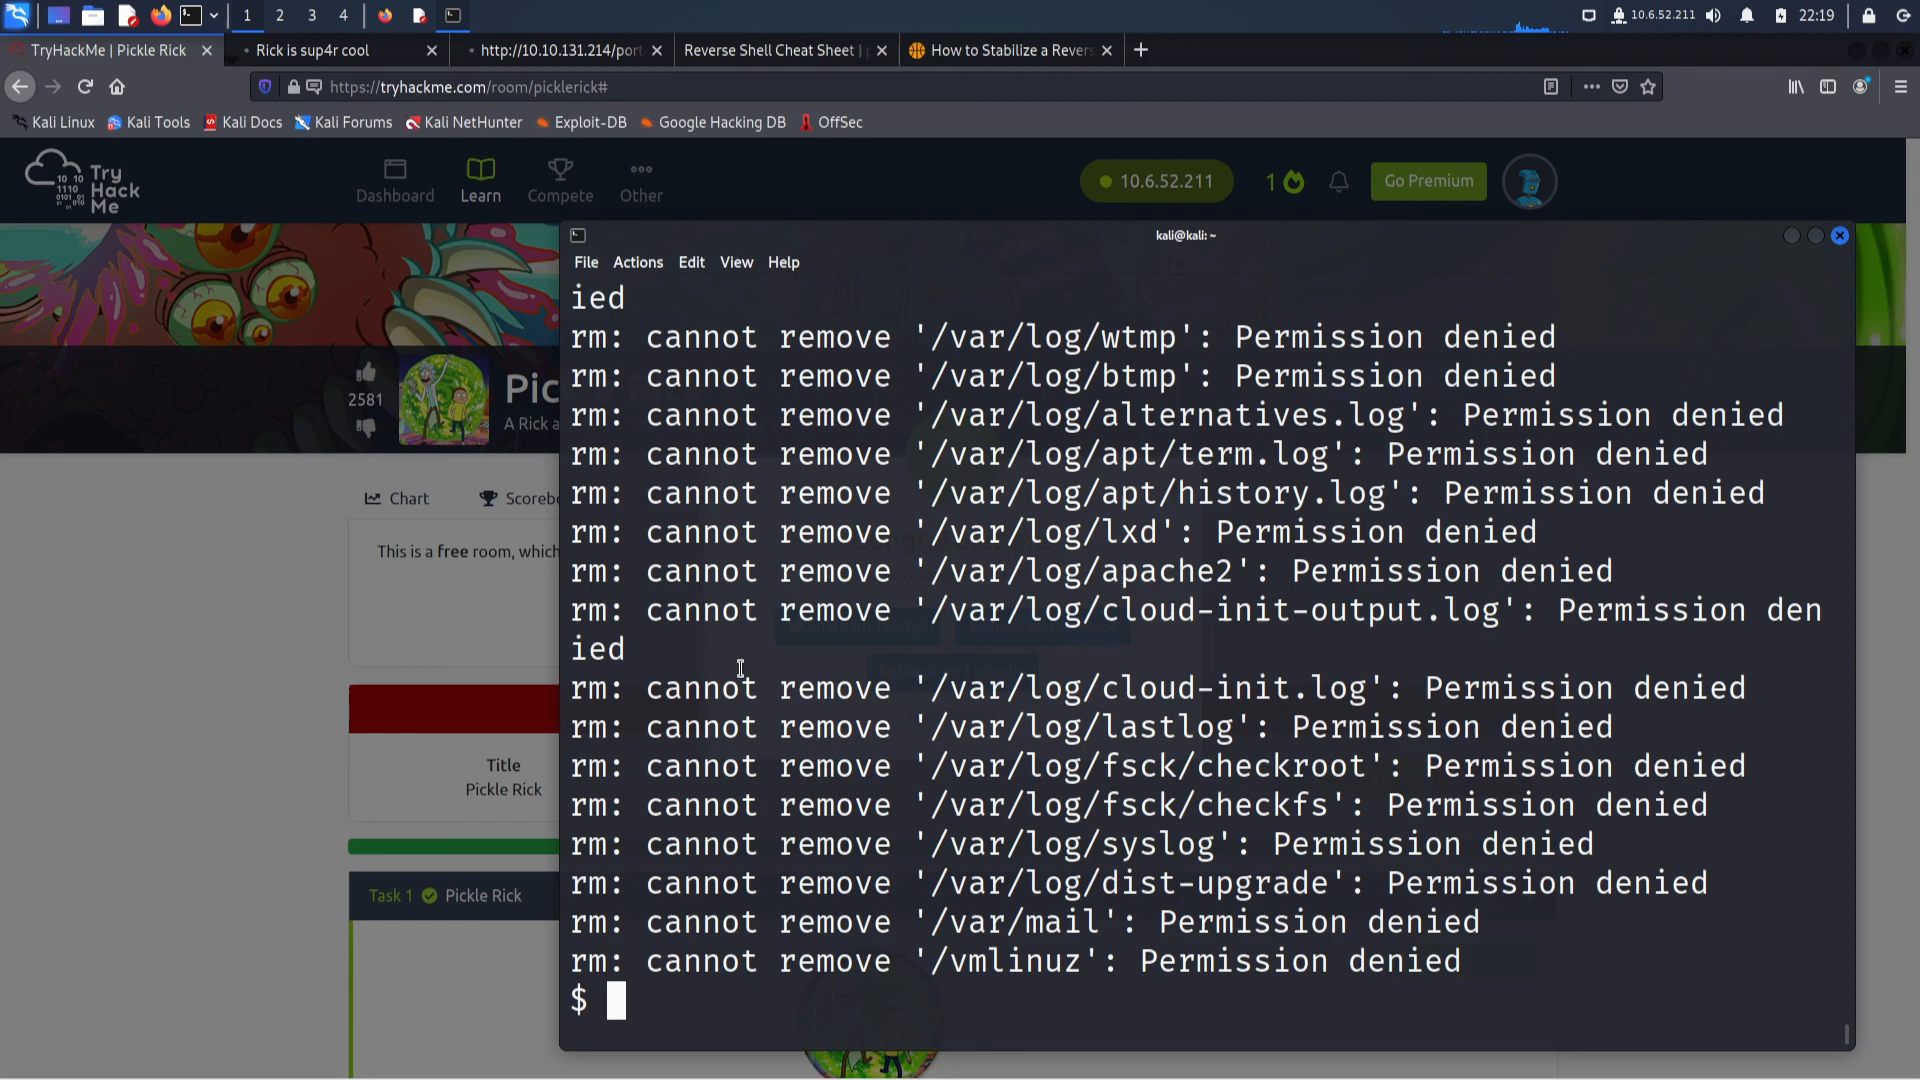 1 2 3 4 10.6.52.211 22:19
TryHackMe | Pickle Rick Rick is sup4r cool http://10.10.131.214/port Reverse Shell Cheat Sheet | How to Stabilize a Revers
https://tryhackme.com/room/picklerick#
Kali Linux Kali Tools Kali Docs Kali Forums Kali NetHunter Exploit-DB Google Hacking DB OffSec
Try
Hack
Me
Dashboard Learn Compete Other
10.6.52.211 1 Go Premium
kali@kali: ~
File Actions Edit View Help
ied
rm: cannot remove '/var/log/wtmp': Permission denied
rm: cannot remove '/var/log/btmp': Permission denied
rm: cannot remove '/var/log/alternatives.log': Permission denied
rm: cannot remove '/var/log/apt/term.log': Permission denied
rm: cannot remove '/var/log/apt/history.log': Permission denied
rm: cannot remove '/var/log/lxd': Permission denied
rm: cannot remove '/var/log/apache2': Permission denied
rm: cannot remove '/var/log/cloud-init-output.log': Permission den
ied
rm: cannot remove '/var/log/cloud-init.log': Permission denied
rm: cannot remove '/var/log/lastlog': Permission denied
rm: cannot remove '/var/log/fsck/checkroot': Permission denied
rm: cannot remove '/var/log/fsck/checkfs': Permission denied
rm: cannot remove '/var/log/syslog': Permission denied
rm: cannot remove '/var/log/dist-upgrade': Permission denied
rm: cannot remove '/var/mail': Permission denied
rm: cannot remove '/vmlinuz': Permission denied
$
2581
Pic
A Rick a
Chart Scorebo
This is a free room, which
Title
Pickle Rick
Task 1 Pickle Rick